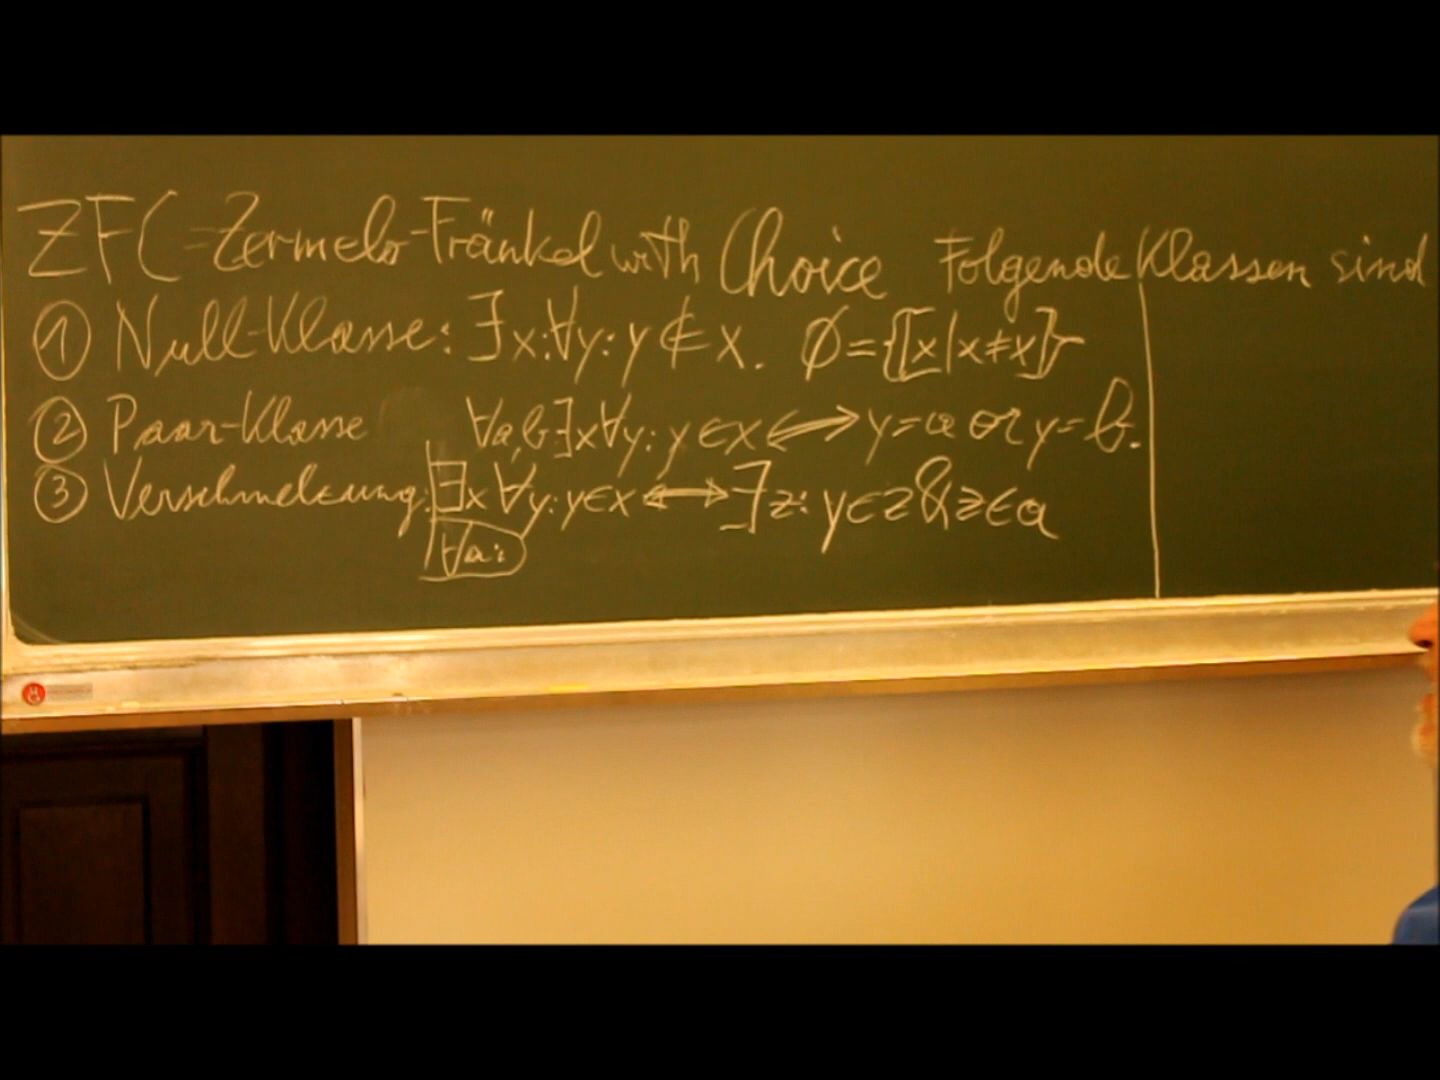 ZFC=Zermelo-Fränkel with Choice Folgende Klassen sind
① Null-Klasse: ∃x:∀y: y∉x. ∅={[x|x≠x]}
② Paar-Klasse ∀a,b∃x∀y: y∈x⟺y=a or y=b.
③ Verschmelzung: ∃x∀y: y∈x⟺∃z: y∈z&z∈a
∀a: